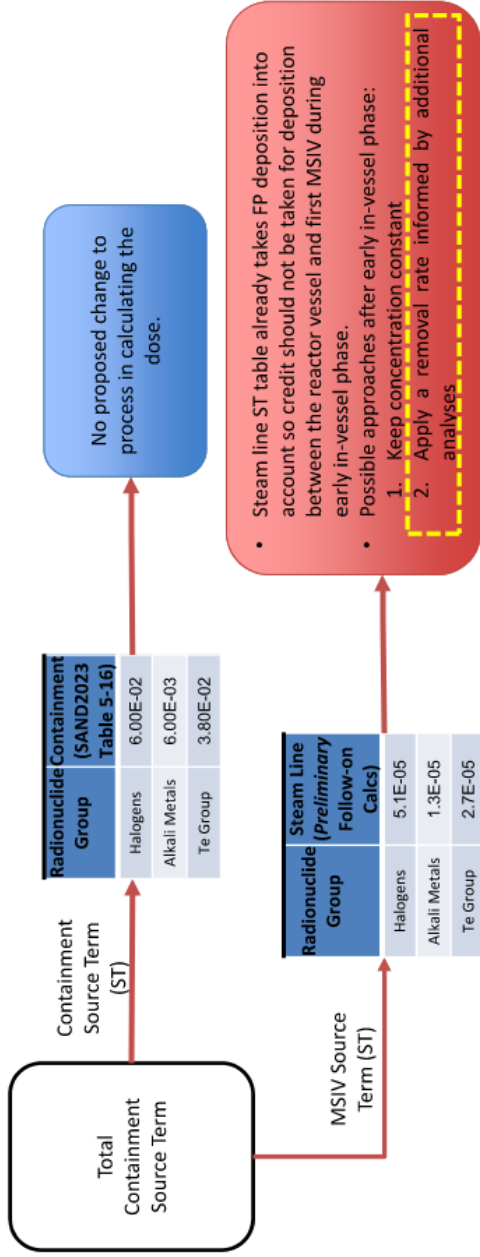 Total
Containment
Source Term
Containment
Source Term
(ST)
Radionuclide Group Containment (SAND2023 Table 5-16)
Halogens 6.00E-02
Alkali Metals 6.00E-03
Te Group 3.80E-02
No proposed change to
process in calculating the
dose.
MSIV Source
Term (ST)
Radionuclide Group Steam Line (Preliminary Follow-on Calcs)
Halogens 5.1E-05
Alkali Metals 1.3E-05
Te Group 2.7E-05
• Steam line ST table already takes FP deposition into
account so credit should not be taken for deposition
between the reactor vessel and first MSIV during
early in-vessel phase.
• Possible approaches after early in-vessel phase:
1. Keep concentration constant
2. Apply a removal rate informed by additional
analyses